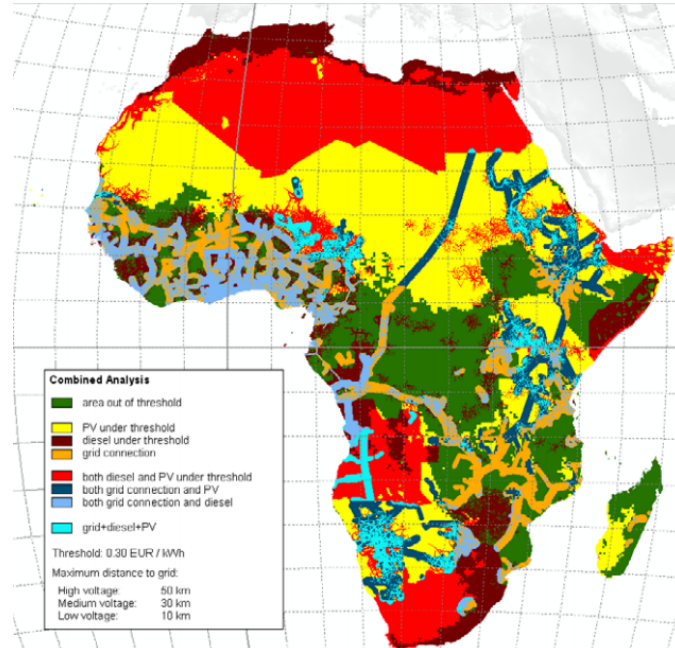 Combined Analysis
area out of threshold
PV under threshold
diesel under threshold
grid connection
both diesel and PV under threshold
both grid connection and PV
both grid connection and diesel
grid+diesel+PV
Threshold: 0.30 EUR / kWh
Maximum distance to grid:
High voltage: 50 km
Medium voltage: 30 km
Low voltage: 10 km